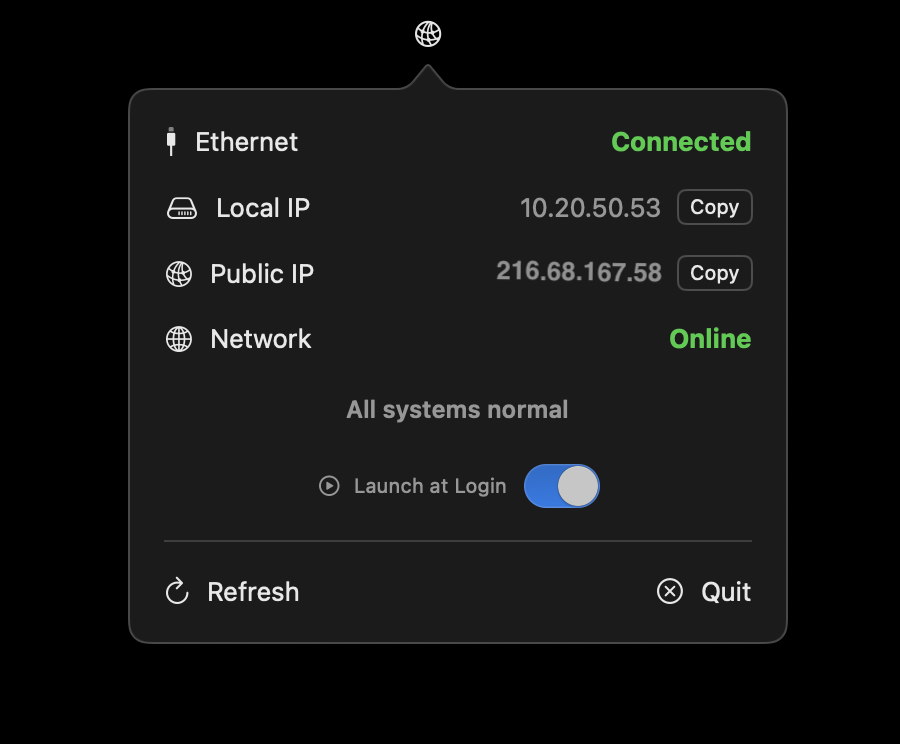 Ethernet Connected
Local IP 10.20.50.53 Copy
Public IP 216.68.167.58 Copy
Network Online
All systems normal
Launch at Login
Refresh Quit